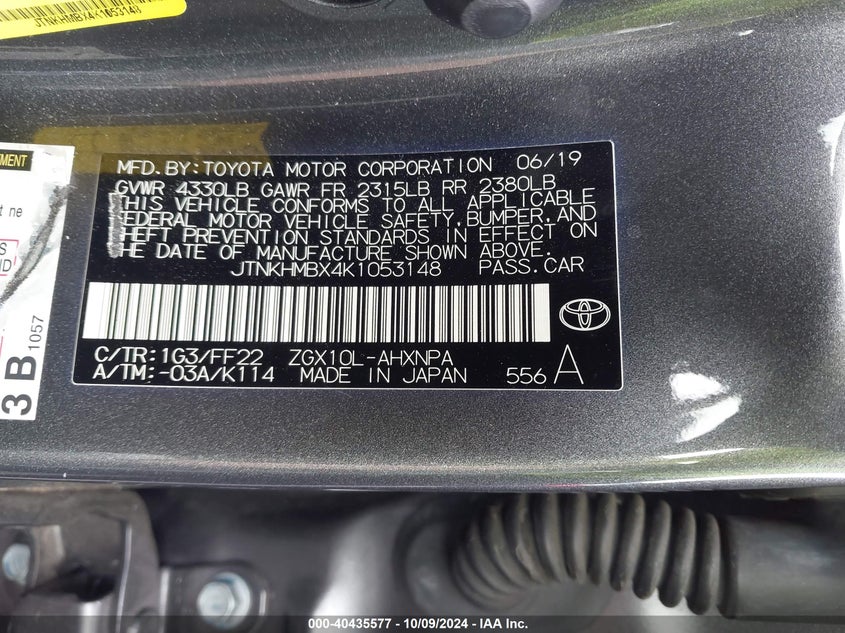 JTNKHMBX4K1053148
MFD.BY:TOYOTA MOTOR CORPORATION 06/19
GVWR 4330LB GAWR FR 2315LB RR 2380LB
THIS VEHICLE CONFORMS TO ALL APPLICABLE
FEDERAL MOTOR VEHICLE SAFETY,BUMPER,AND
THEFT PREVENTION STANDARDS IN EFFECT ON
THE DATE OF MANUFACTURE SHOWN ABOVE.
JTNKHMBX4K1053148 PASS.CAR
C/TR:1G3/FF22 ZGX10L-AHXNPA
A/TM:-03A/K114 MADE IN JAPAN 556 A
3B
1057
000-40435577 - 10/09/2024 - IAA Inc.